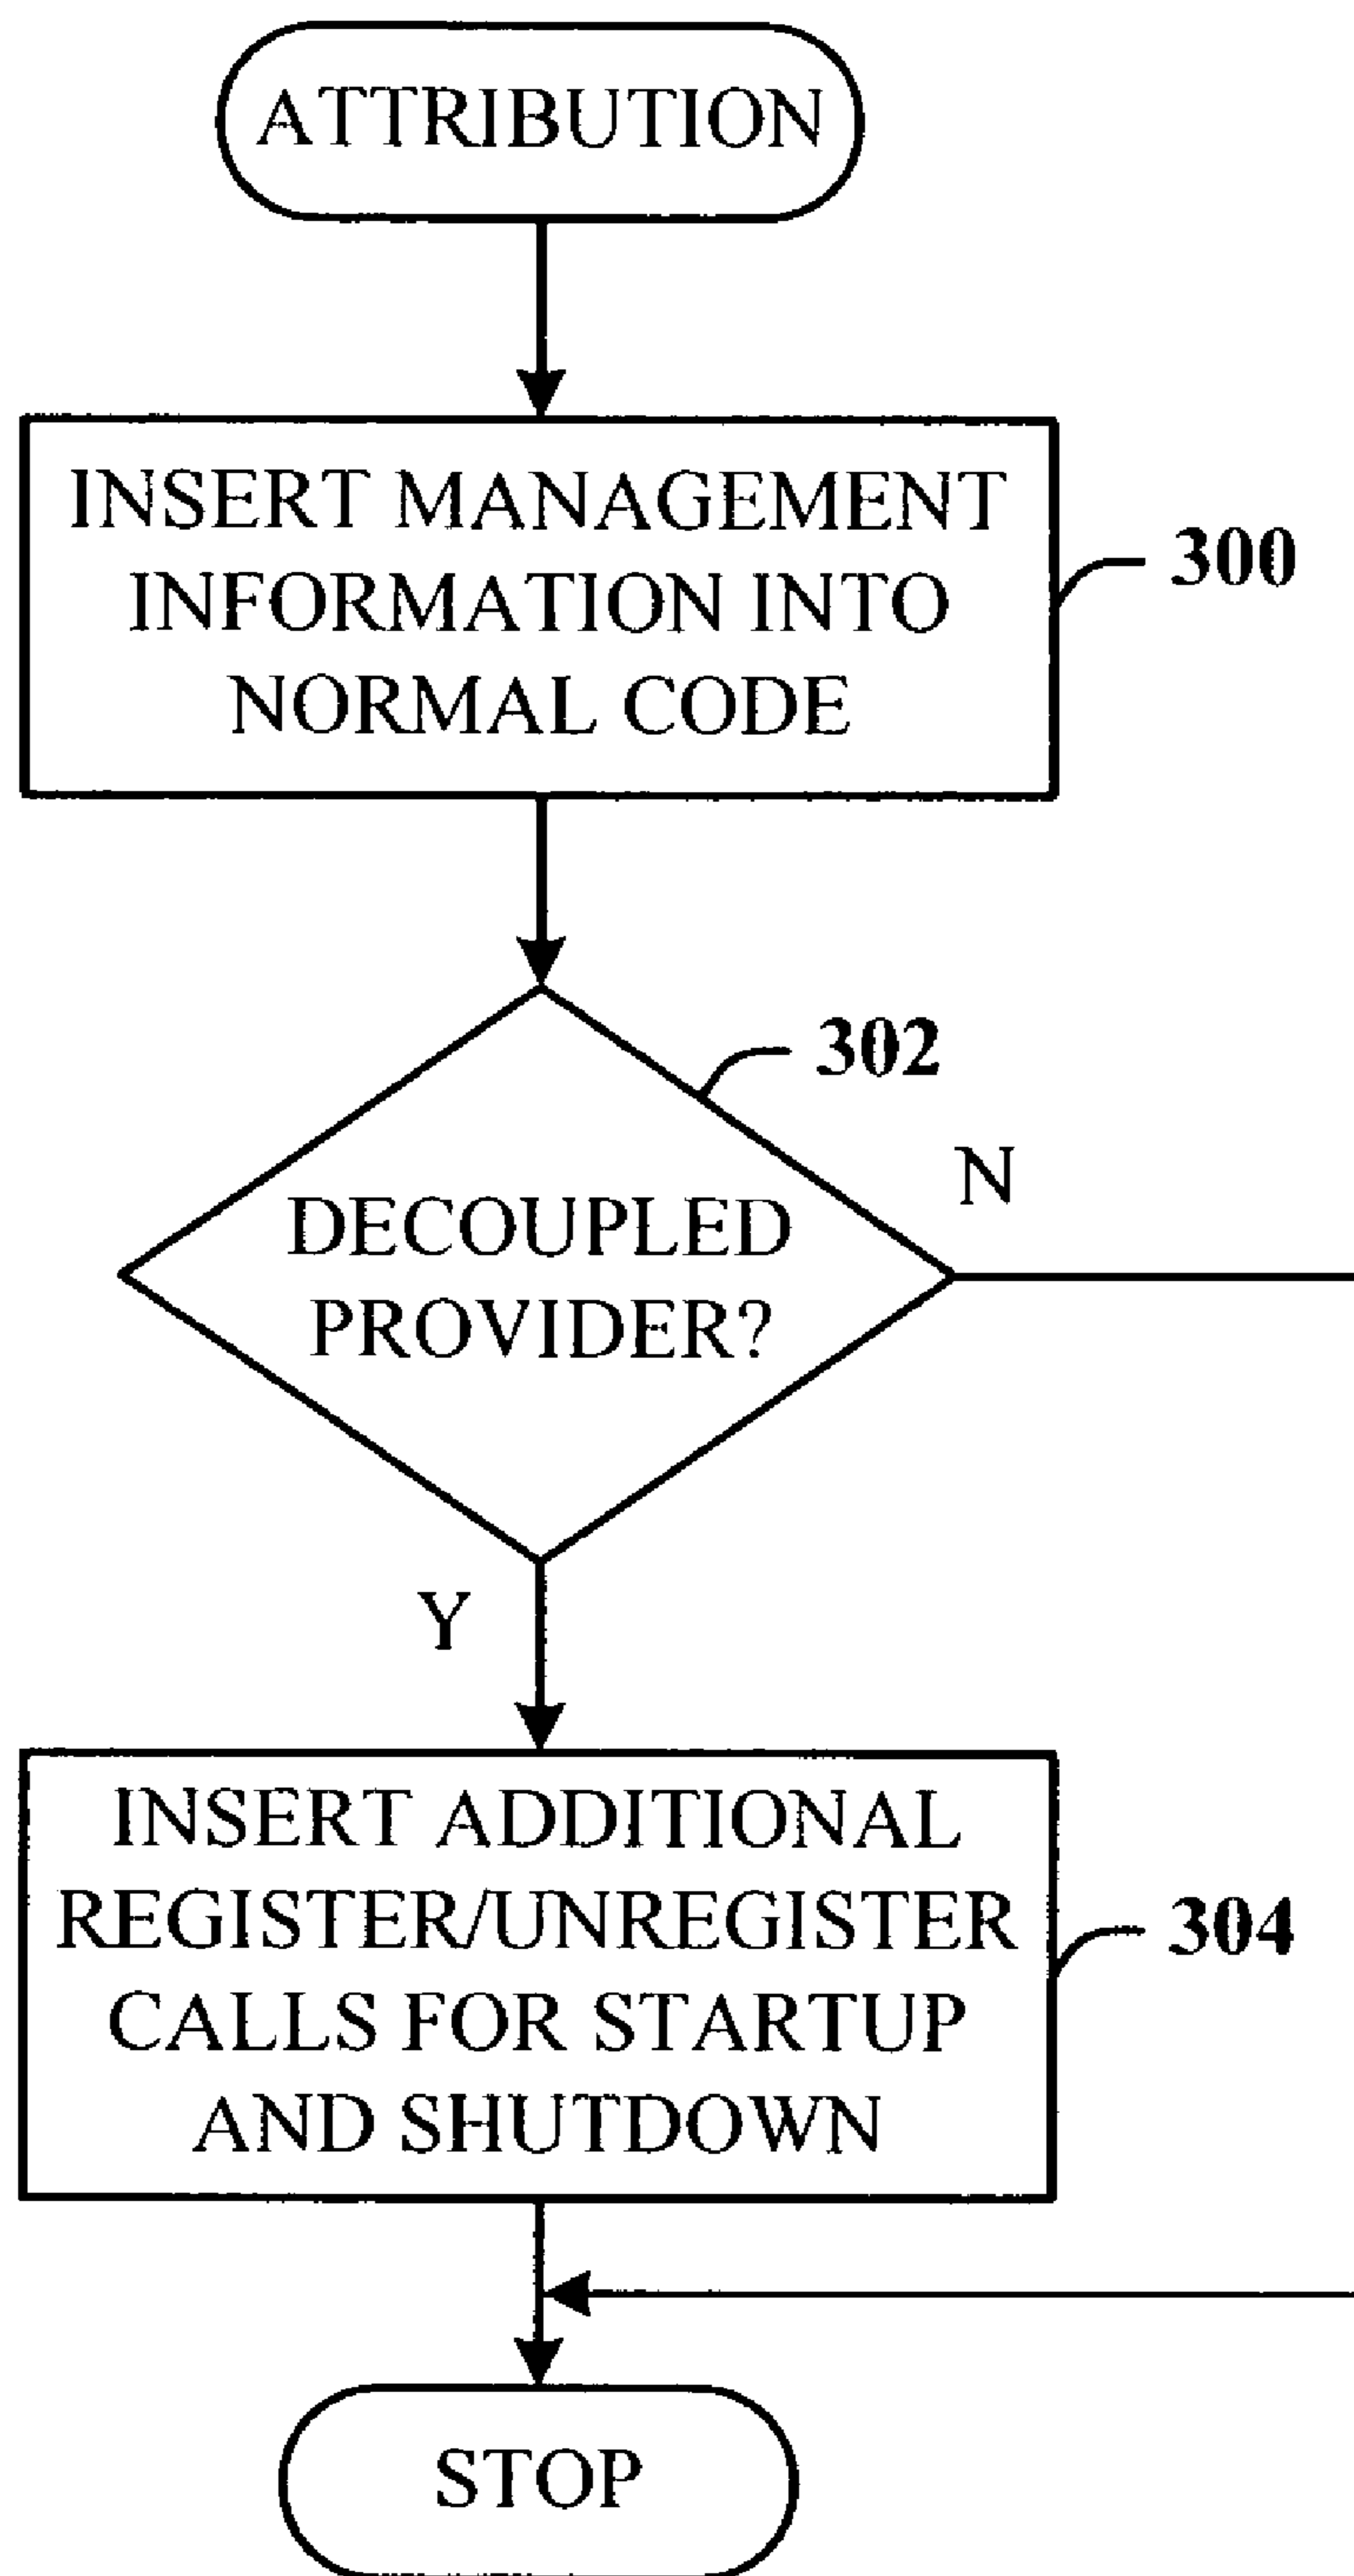 ATTRIBUTION
INSERT MANAGEMENT
INFORMATION INTO
NORMAL CODE
300
302
N
DECOUPLED
PROVIDER?
Y
INSERT ADDITIONAL
REGISTER/UNREGISTER
CALLS FOR STARTUP
AND SHUTDOWN
304
STOP